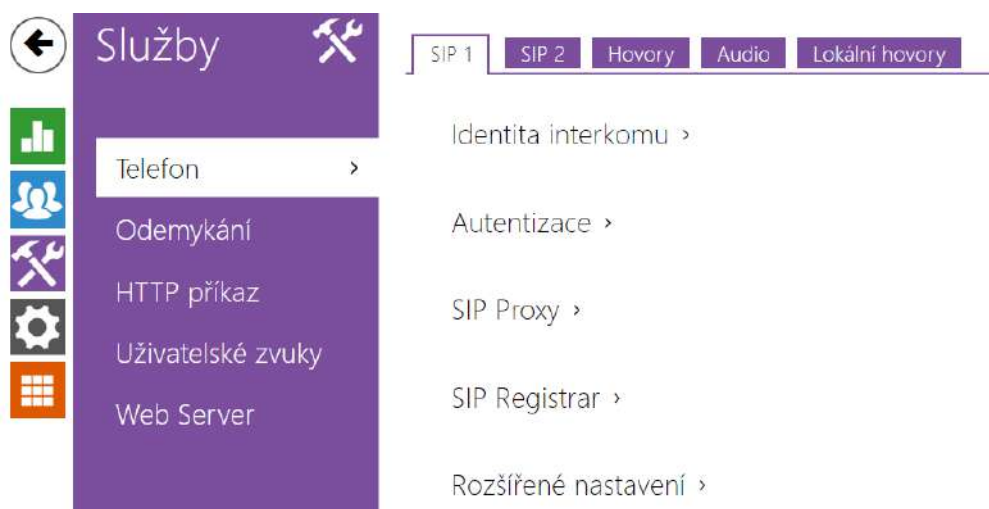 Služby
Telefon
Odemykání
HTTP příkaz
Uživatelské zvuky
Web Server
SIP 1
SIP 2
Hovory
Audio
Lokální hovory
Identita interkomu
Autentizace
SIP Proxy
SIP Registrar
Rozšířené nastavení